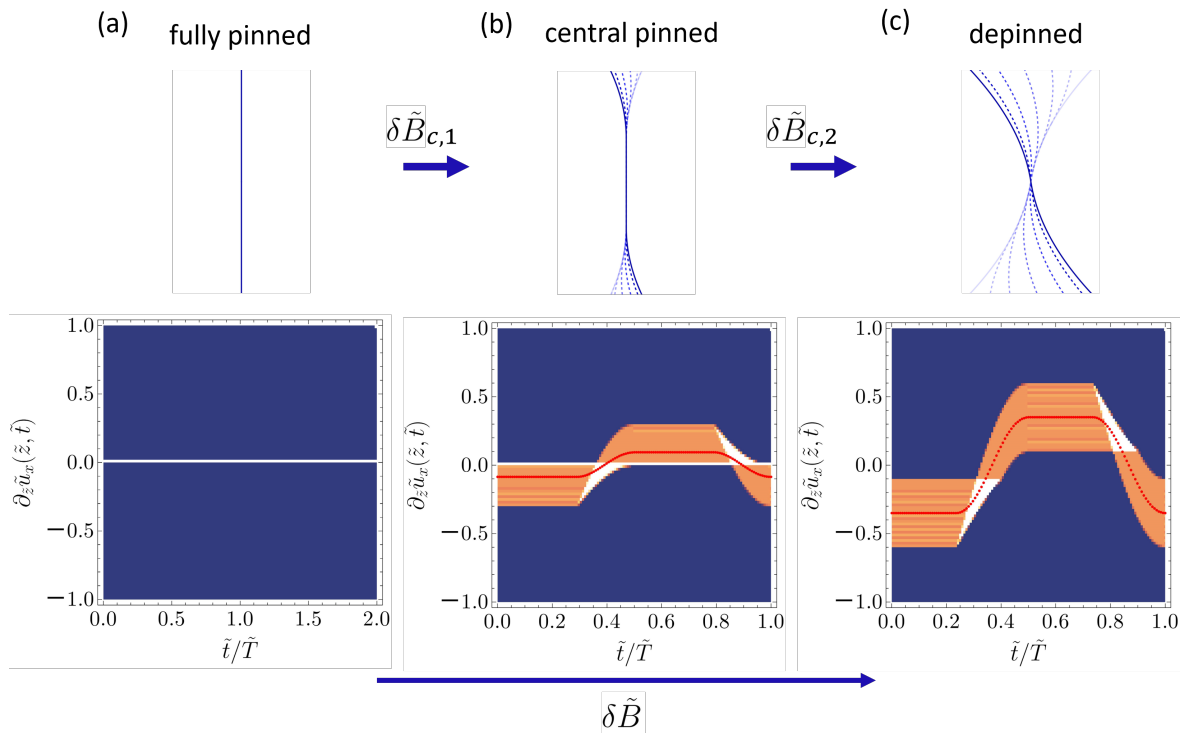 (a)
fully pinned
(b)
central pinned
(c)
depinned
δB̃c,1
δB̃c,2
∂z̃ũx(z̃, t̃)
1.0
0.5
0.0
−0.5
−1.0
0.0 0.5 1.0 1.5 2.0
t̃/T̃
∂z̃ũx(z̃, t̃)
1.0
0.5
0.0
−0.5
−1.0
0.0 0.2 0.4 0.6 0.8 1.0
t̃/T̃
∂z̃ũx(z̃, t̃)
1.0
0.5
0.0
−0.5
−1.0
0.0 0.2 0.4 0.6 0.8 1.0
t̃/T̃
δB̃